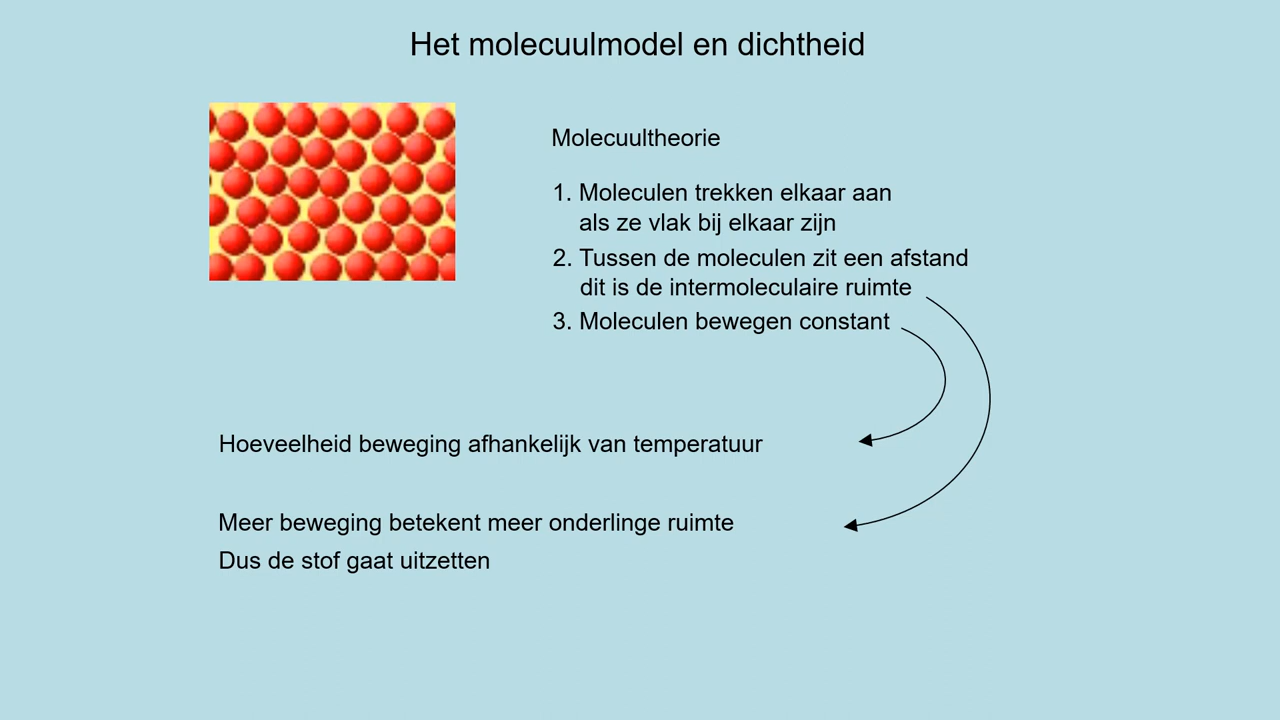 Het molecuulmodel en dichtheid
Molecuultheorie
1. Moleculen trekken elkaar aan
als ze vlak bij elkaar zijn
2. Tussen de moleculen zit een afstand
dit is de intermoleculaire ruimte
3. Moleculen bewegen constant
Hoeveelheid beweging afhankelijk van temperatuur
Meer beweging betekent meer onderlinge ruimte
Dus de stof gaat uitzetten